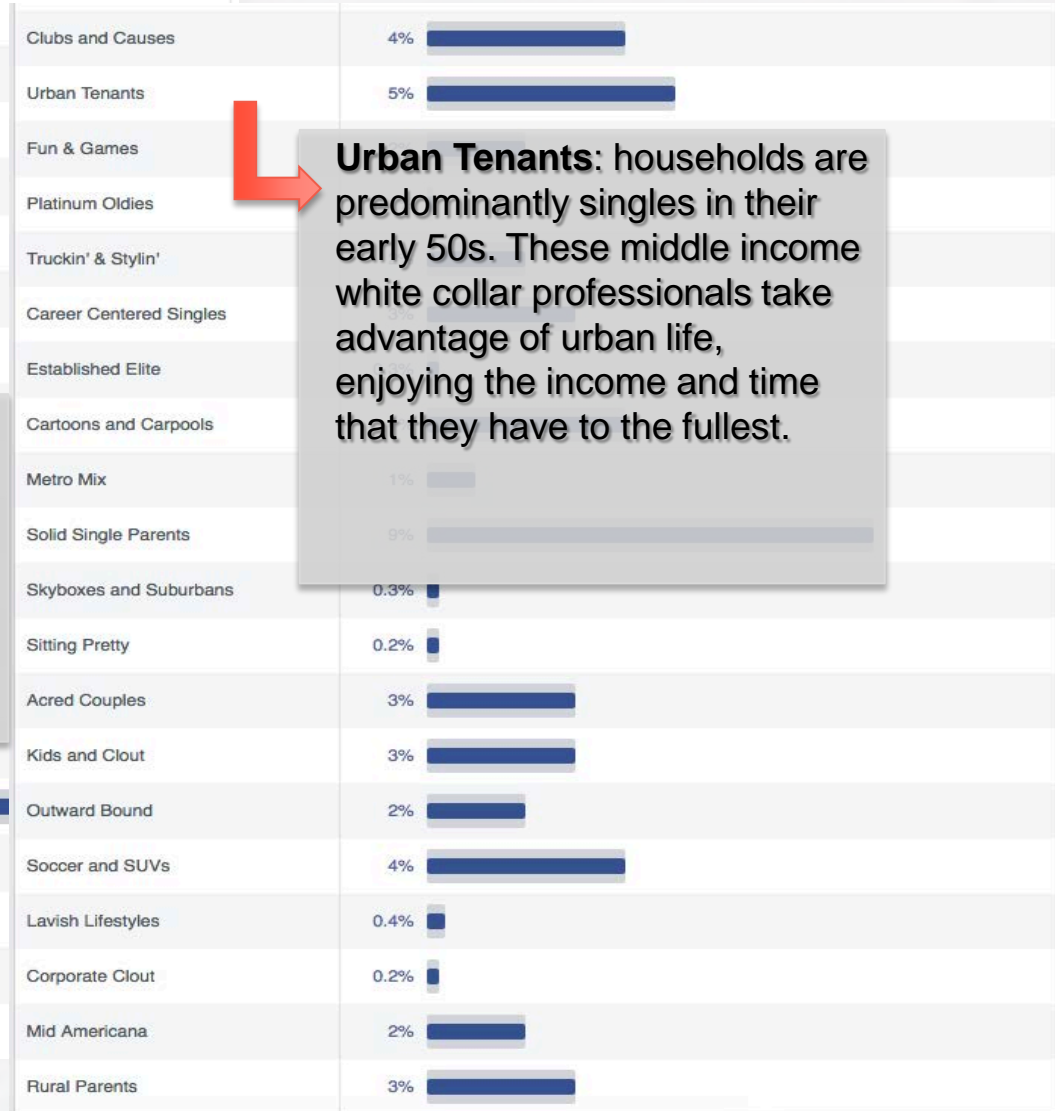 Clubs and Causes 4%
Urban Tenants 5%
Fun & Games
Platinum Oldies
Truckin' & Stylin'
Career Centered Singles 3%
Established Elite
Cartoons and Carpools
Metro Mix 1%
Solid Single Parents 9%
Skyboxes and Suburbans 0.3%
Sitting Pretty 0.2%
Acred Couples 3%
Kids and Clout 3%
Outward Bound 2%
Soccer and SUVs 4%
Lavish Lifestyles 0.4%
Corporate Clout 0.2%
Mid Americana 2%
Rural Parents 3%
Urban Tenants: households are
predominantly singles in their
early 50s. These middle income
white collar professionals take
advantage of urban life,
enjoying the income and time
that they have to the fullest.